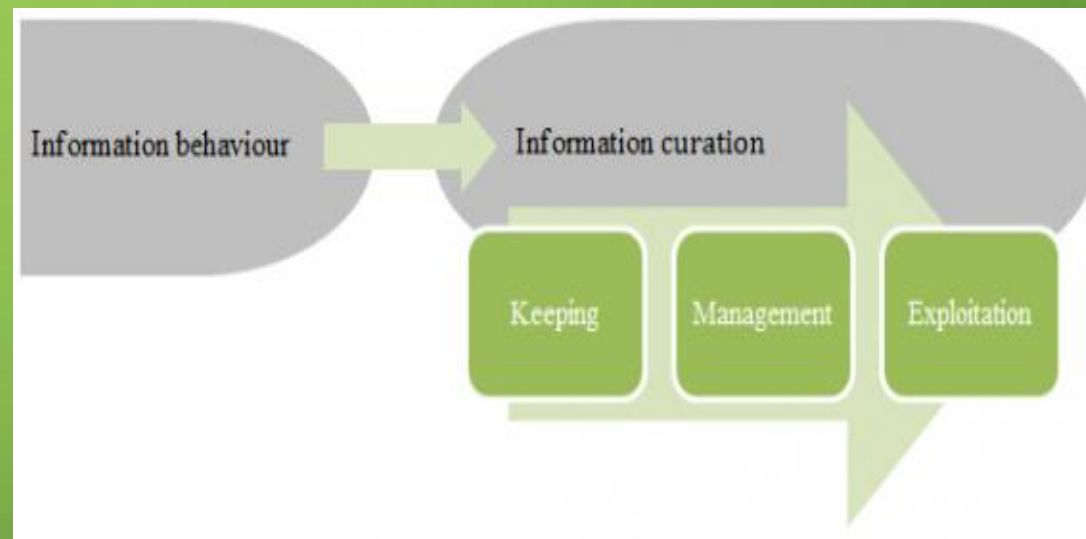 Information behaviour
Information curation
Keeping
Management
Exploitation